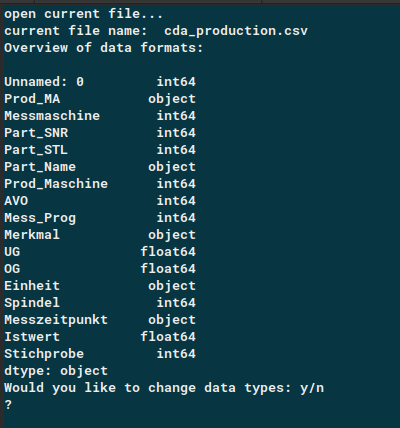 open current file...
current file name:  cda_production.csv
Overview of data formats:

Unnamed: 0         int64
Prod_MA           object
Messmaschine       int64
Part_SNR           int64
Part_STL           int64
Part_Name         object
Prod_Maschine      int64
AVO                int64
Mess_Prog          int64
Merkmal           object
UG               float64
OG               float64
Einheit           object
Spindel            int64
Messzeitpunkt     object
Istwert          float64
Stichprobe         int64
dtype: object
Would you like to change data types: y/n
?